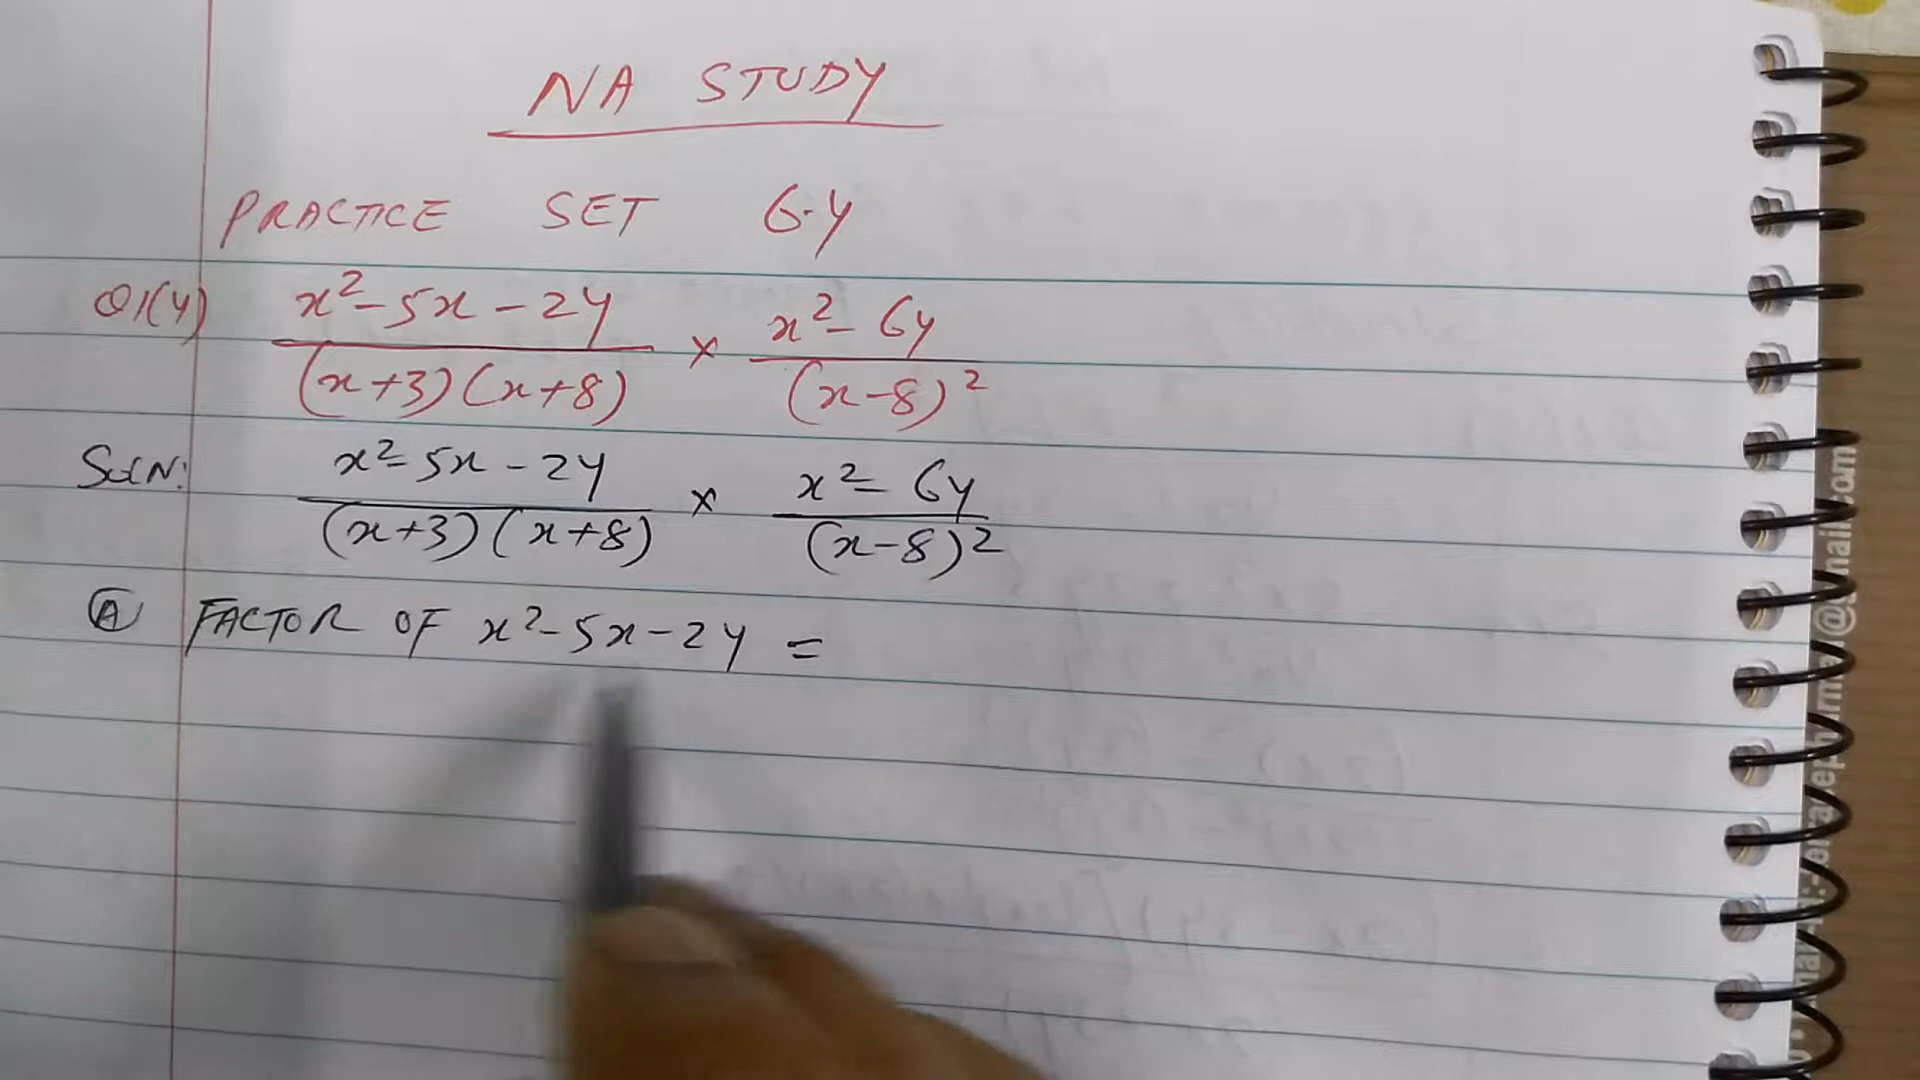 NA STUDY
PRACTICE SET 6.4
Q1(4) x²-5x-24 / (x+3)(x+8) × x²-64 / (x-8)²
SOLN: x²-5x-24 / (x+3)(x+8) × x²-64 / (x-8)²
Ⓐ FACTOR OF x²-5x-24 =